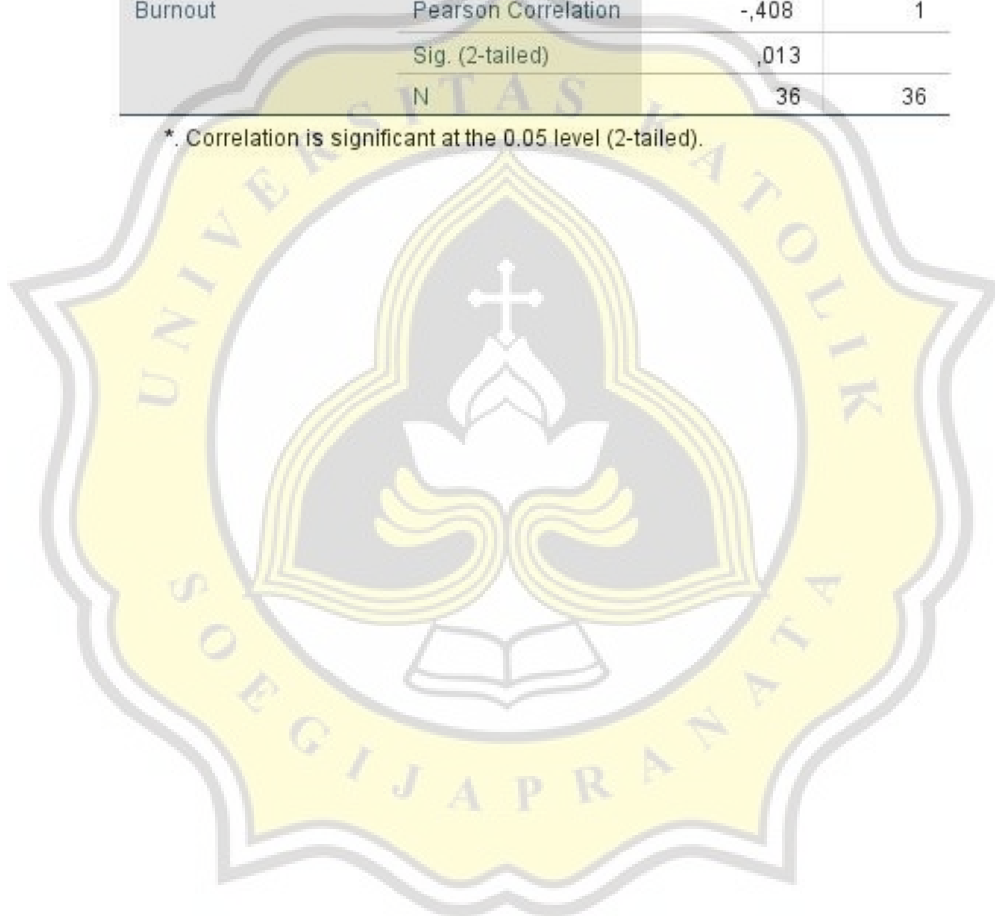 Burnout Pearson Correlation -,408 1
Sig. (2-tailed) ,013
N 36 36
*. Correlation is significant at the 0.05 level (2-tailed).
UNIVERSITAS KATOLIK
SOEGIJAPRANATA